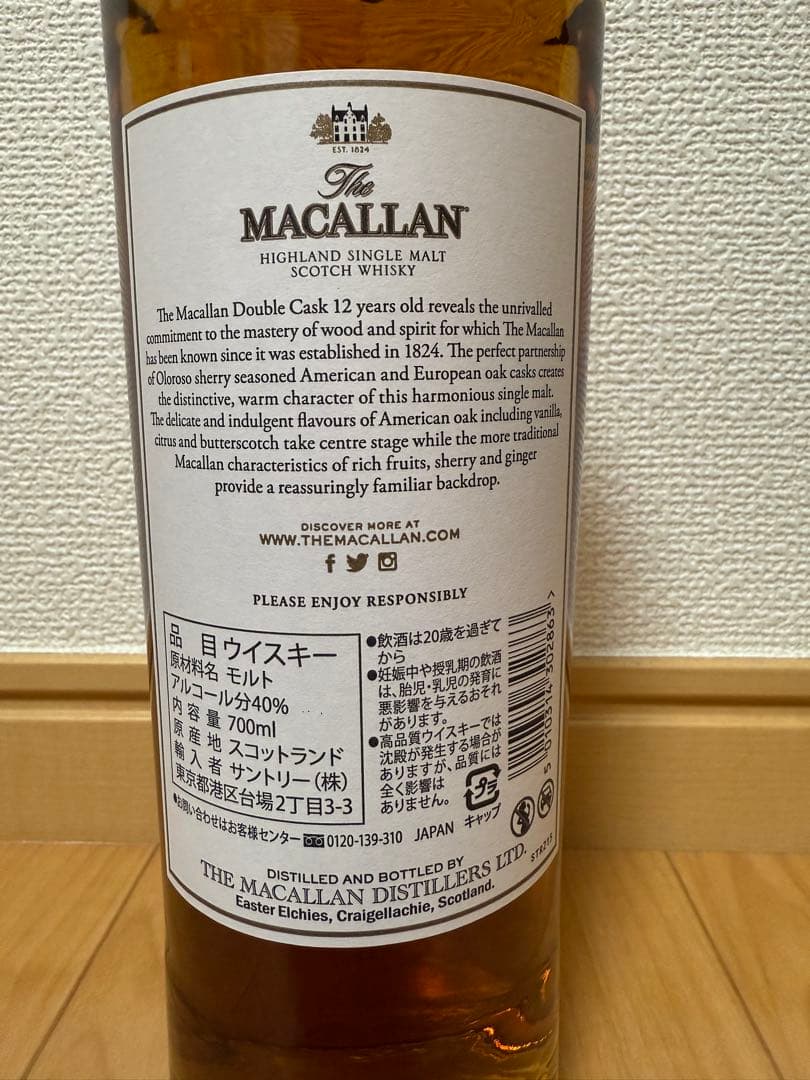 EST. 1824
The
MACALLAN
HIGHLAND SINGLE MALT
SCOTCH WHISKY
The Macallan Double Cask 12 years old reveals the unrivalled
commitment to the mastery of wood and spirit for which The Macallan
has been known since it was established in 1824. The perfect partnership
of Oloroso sherry seasoned American and European oak casks creates
the distinctive, warm character of this harmonious single malt.
The delicate and indulgent flavours of American oak including vanilla,
citrus and butterscotch take centre stage while the more traditional
Macallan characteristics of rich fruits, sherry and ginger
provide a reassuringly familiar backdrop.
DISCOVER MORE AT
WWW.THEMACALLAN.COM
PLEASE ENJOY RESPONSIBLY
品 目 ウイスキー
原材料名 モルト
アルコール分40%
内容量 700ml
原産地 スコットランド
輸入者 サントリー(株)
東京都港区台場2丁目3-3
●飲酒は20歳を過ぎて
から
●妊娠中や授乳期の飲酒
は、胎児・乳児の発育に
悪影響を与えるおそれ
があります。
●高品質ウイスキーでは
沈殿が発生する場合が
ありますが、品質には
全く影響は
ありません。
プラ
キャップ
5 010314 302863 >
●お問い合わせはお客様センター 0120-139-310 JAPAN
STR215
DISTILLED AND BOTTLED BY
THE MACALLAN DISTILLERS LTD.
Easter Elchies, Craigellachie, Scotland.